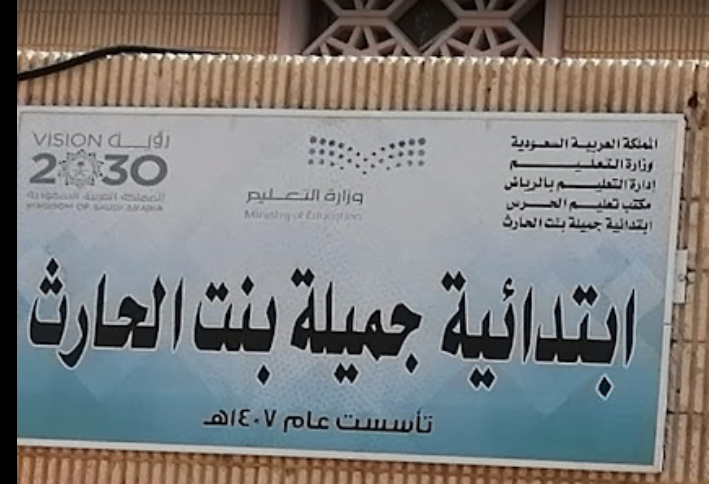 المملكة العربية السعودية
وزارة التعليم
إدارة التعليم بالرياض
مكتب تعليم الحرس
ابتدائية جميلة بنت الحارث
وزارة التعليم
Ministry of Education
VISION رؤية
2030
المملكة العربية السعودية
KINGDOM OF SAUDI ARABIA
ابتدائية جميلة بنت الحارث
تأسست عام ١٤٠٧هـ